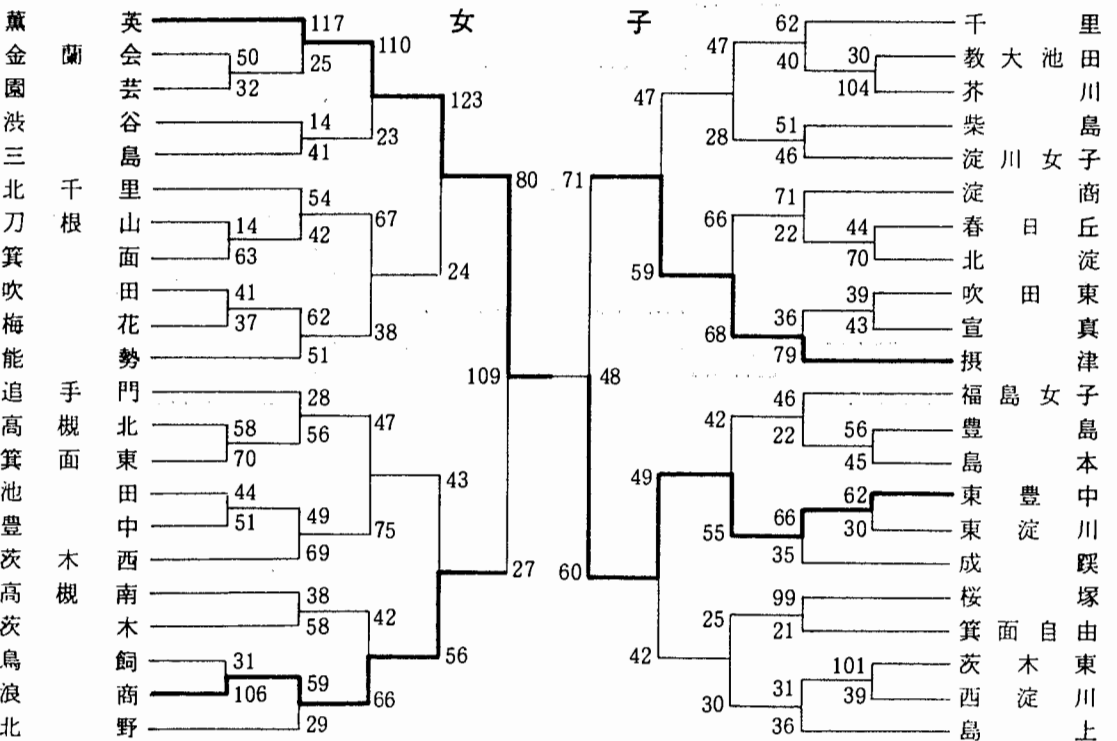 女子
薫英
金蘭会
園芸
渋谷
三島
北千里
刀根山
箕面
吹田
梅花
能勢
追手門
高槻北
箕面東
池田
豊中
茨木西
高槻南
茨木
鳥飼
浪商
北野
117
50
25
32
14
41
54
14
42
63
41
37
62
51
28
58
56
70
44
51
49
69
38
58
31
106
59
29
110
23
67
38
47
75
42
66
123
24
43
56
80
27
109
48
71
60
47
59
49
42
47
28
66
68
42
55
25
30
62
40
30
104
51
46
71
22
44
70
39
36
43
79
46
22
56
45
62
66
30
35
99
21
101
31
39
36
千里
教大池田
芥川
柴島
淀川女子
淀商
春日丘
北淀
吹田東
宣真
摂津
福島女子
豊島
島本
東豊中
東淀川
成蹊
桜塚
箕面自由
茨木東
西淀川
島上